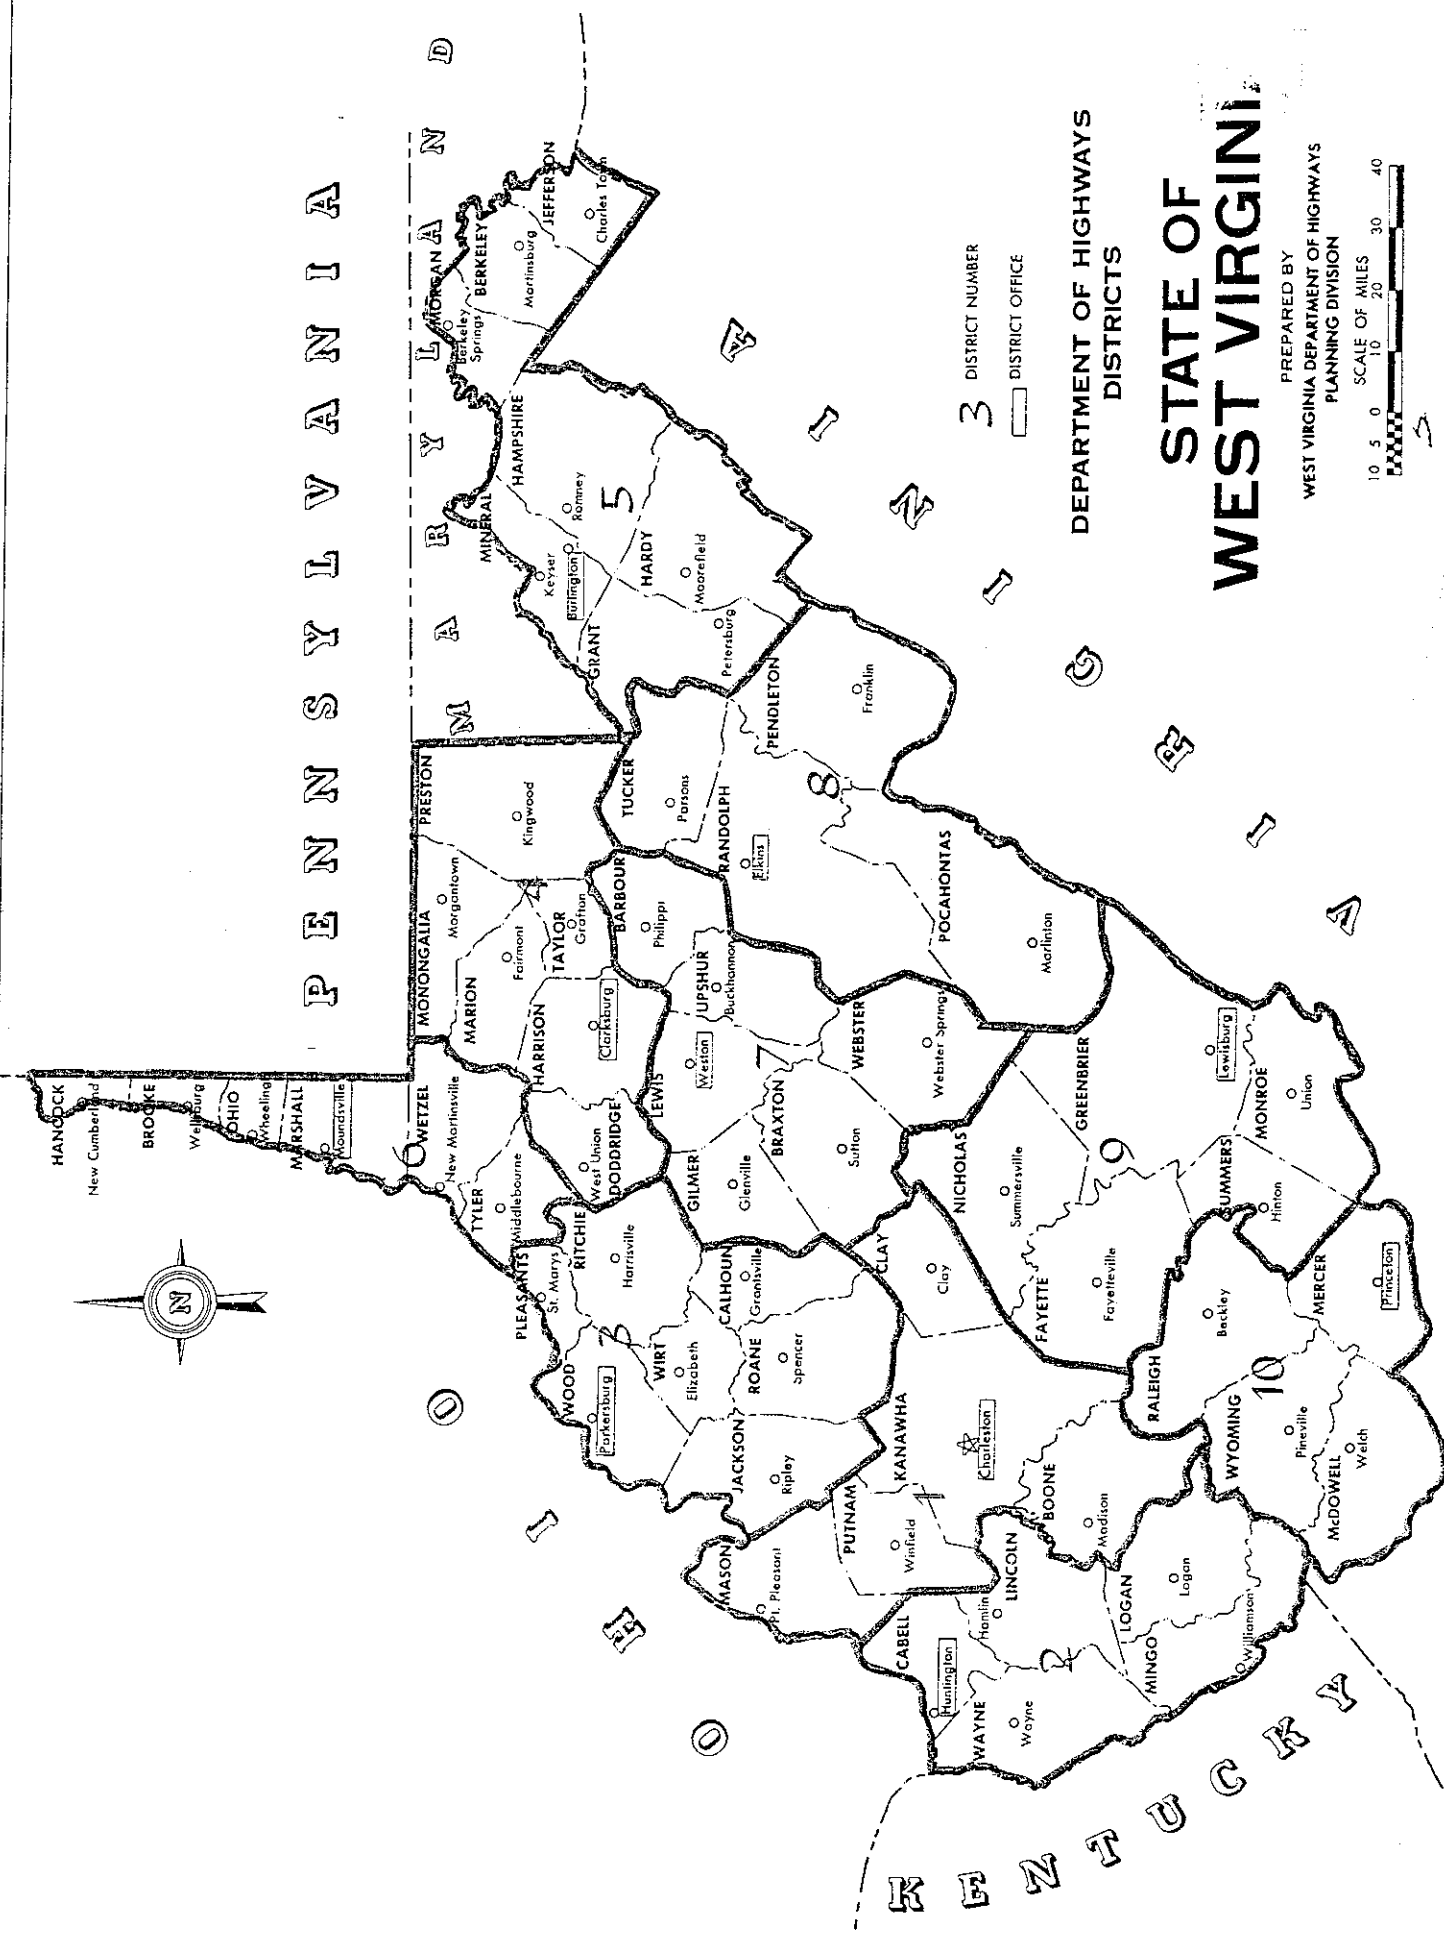 PENNSYLVANIA
MARYLAND
OHIO
KENTUCKY
VIRGINIA
N
HANCOCK
New Cumberland
BROOKE
Wellsburg
OHIO
Wheeling
MARSHALL
Moundsville
6
WETZEL
New Martinsville
TYLER
Middlebourne
PLEASANTS
St. Marys
RITCHIE
Harrisville
WOOD
Parkersburg
3
WIRT
Elizabeth
CALHOUN
Grantsville
ROANE
Spencer
JACKSON
Ripley
MONONGALIA
Morgantown
MARION
Fairmont
PRESTON
Kingwood
4
TAYLOR
Grafton
HARRISON
Clarksburg
DODDRIDGE
West Union
BARBOUR
Philippi
UPSHUR
Buckhannon
LEWIS
Weston
7
GILMER
Glenville
BRAXTON
Sutton
WEBSTER
Webster Springs
MORGAN
Berkeley
Springs
BERKELEY
Martinsburg
JEFFERSON
Charles Town
HAMPSHIRE
Romney
MINERAL
Keyser
Burlington
5
HARDY
Moorefield
GRANT
Petersburg
TUCKER
Parsons
RANDOLPH
Elkins
PENDLETON
Franklin
8
POCAHONTAS
Marlinton
MASON
Pt. Pleasant
PUTNAM
Winfield
1
KANAWHA
Charleston
CLAY
Clay
BOONE
Madison
CABELL
Huntington
LINCOLN
Hamlin
WAYNE
Wayne
2
LOGAN
Logan
MINGO
Williamson
NICHOLAS
Summersville
GREENBRIER
Lewisburg
9
FAYETTE
Fayetteville
SUMMERS
Hinton
MONROE
Union
RALEIGH
Beckley
10
WYOMING
Pineville
McDOWELL
Welch
MERCER
Princeton
3 DISTRICT NUMBER
DISTRICT OFFICE
DEPARTMENT OF HIGHWAYS
DISTRICTS
STATE OF
WEST VIRGINI
PREPARED BY
WEST VIRGINIA DEPARTMENT OF HIGHWAYS
PLANNING DIVISION
SCALE OF MILES
10 5 0 10 20 30 40